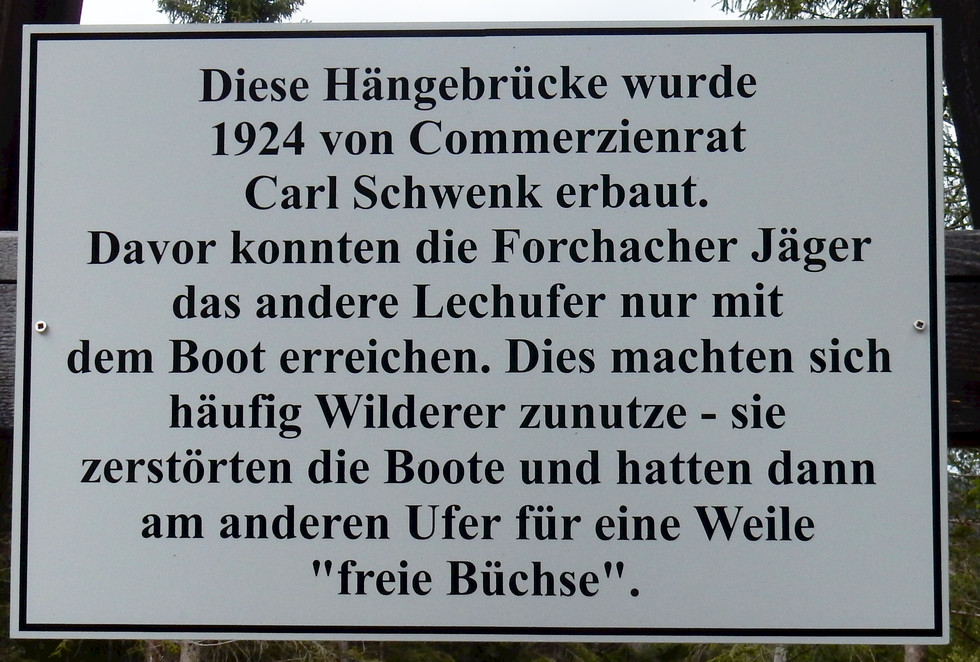 Diese Hängebrücke wurde
1924 von Commerzienrat
Carl Schwenk erbaut.
Davor konnten die Forchacher Jäger
das andere Lechufer nur mit
dem Boot erreichen. Dies machten sich
häufig Wilderer zunutze - sie
zerstörten die Boote und hatten dann
am anderen Ufer für eine Weile
"freie Büchse".